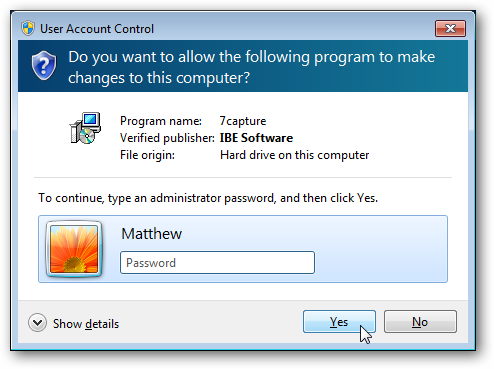 User Account Control
Do you want to allow the following program to make
changes to this computer?
Program name: 7capture
Verified publisher: IBE Software
File origin: Hard drive on this computer
To continue, type an administrator password, and then click Yes.
Matthew
Password
Show details
Yes
No